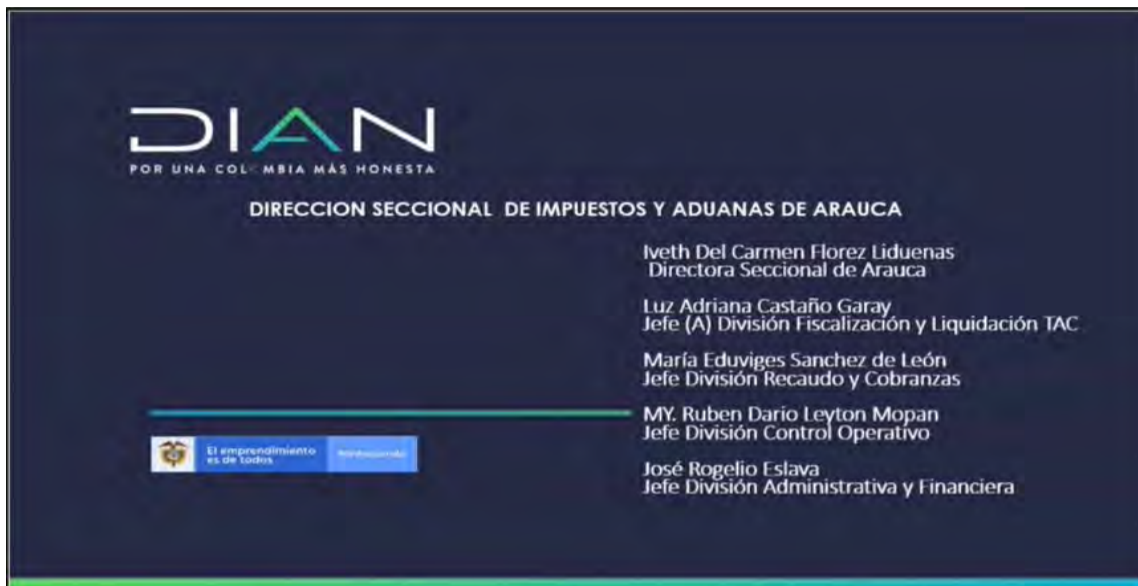 DIAN
POR UNA COLOMBIA MÁS HONESTA
DIRECCION SECCIONAL DE IMPUESTOS Y ADUANAS DE ARAUCA
Iveth Del Carmen Florez Liduenas
Directora Seccional de Arauca
Luz Adriana Castaño Garay
Jefe (A) División Fiscalización y Liquidación TAC
María Eduviges Sanchez de León
Jefe División Recaudo y Cobranzas
MY. Ruben Dario Leyton Mopan
Jefe División Control Operativo
José Rogelio Eslava
Jefe División Administrativa y Financiera
El emprendimiento
es de todos